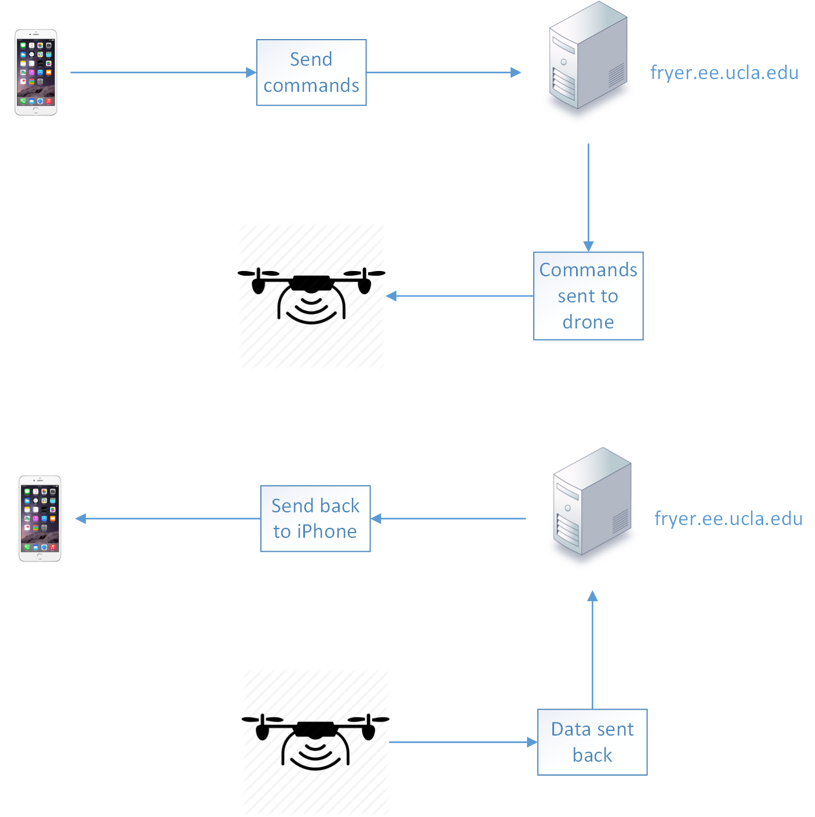 Send
commands
fryer.ee.ucla.edu
Commands
sent to
drone
Send back
to iPhone
fryer.ee.ucla.edu
Data sent
back